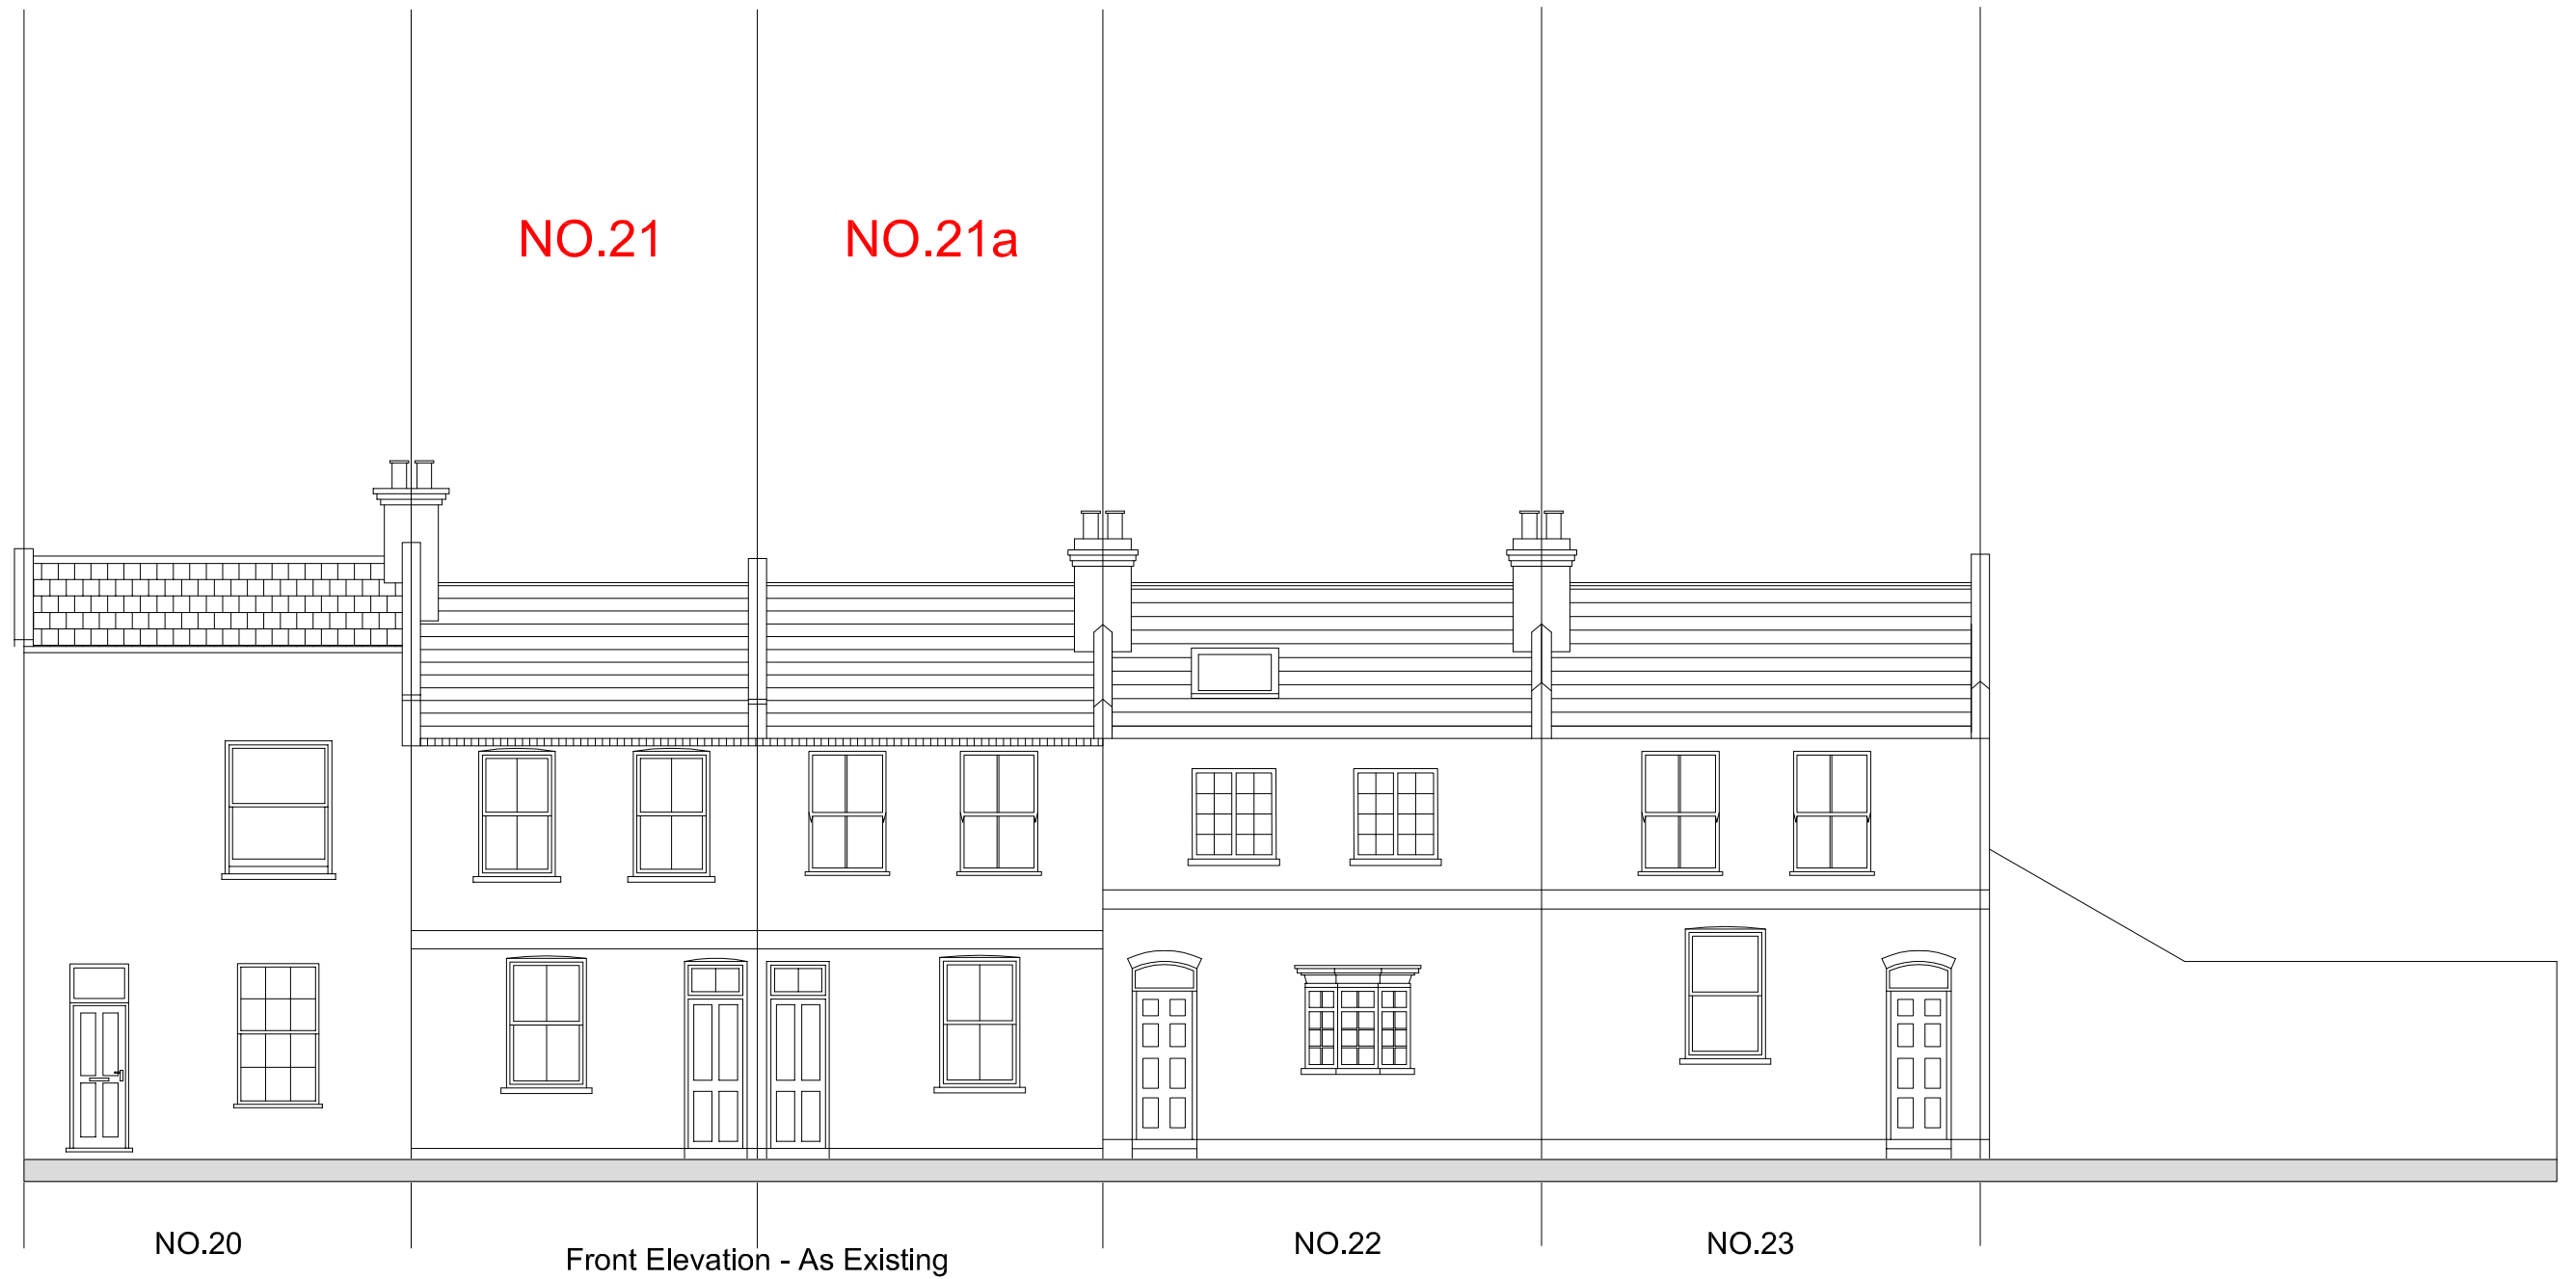 NO.21
NO.21a
NO.20
Front Elevation - As Existing
NO.22
NO.23